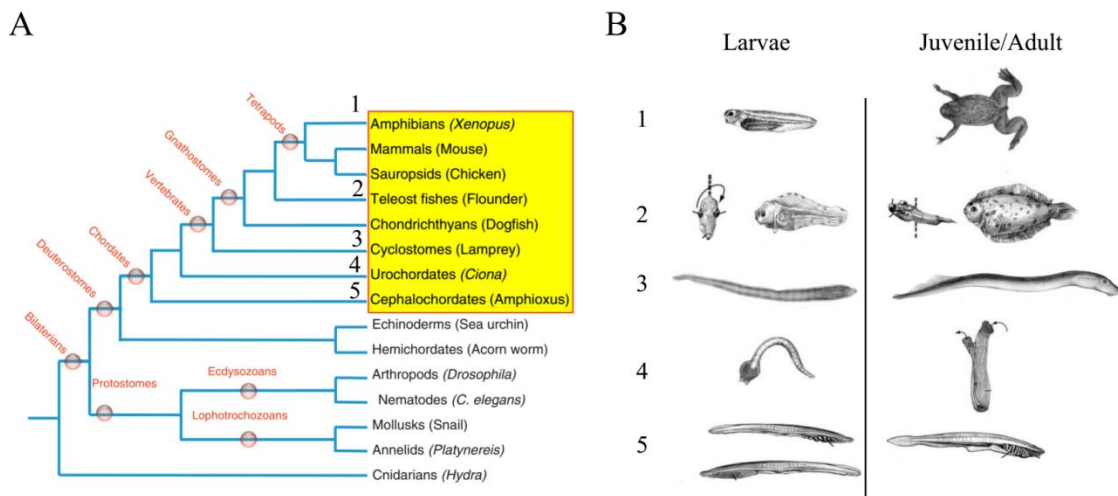 A
Tetrapods
Gnathostomes
Vertebrates
Chordates
Deuterostomes
Bilaterians
Protostomes
Ecdysozoans
Lophotrochozoans
1
Amphibians (Xenopus)
Mammals (Mouse)
Sauropsids (Chicken)
2
Teleost fishes (Flounder)
Chondrichthyans (Dogfish)
3
Cyclostomes (Lamprey)
4
Urochordates (Ciona)
5
Cephalochordates (Amphioxus)
Echinoderms (Sea urchin)
Hemichordates (Acorn worm)
Arthropods (Drosophila)
Nematodes (C. elegans)
Mollusks (Snail)
Annelids (Platynereis)
Cnidarians (Hydra)
B
Larvae
Juvenile/Adult
1
2
3
4
5